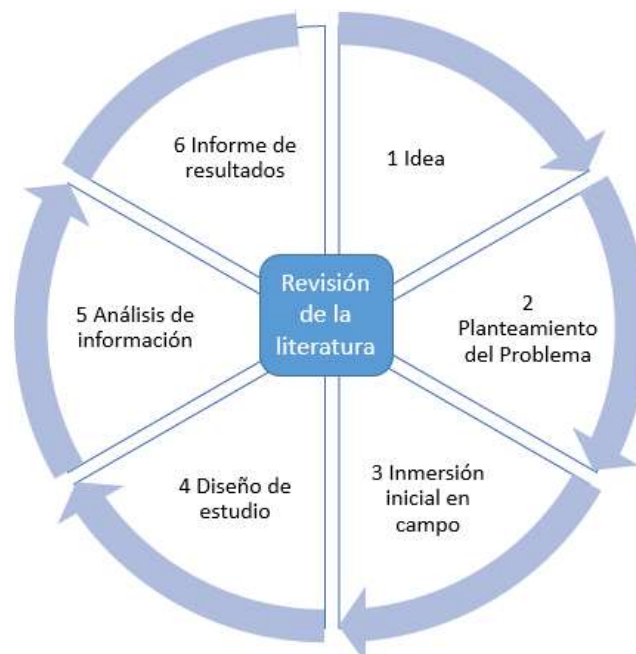 1 Idea
2
Planteamiento
del Problema
3 Inmersión
inicial en
campo
4 Diseño de
estudio
5 Análisis de
información
6 Informe de
resultados
Revisión
de la
literatura